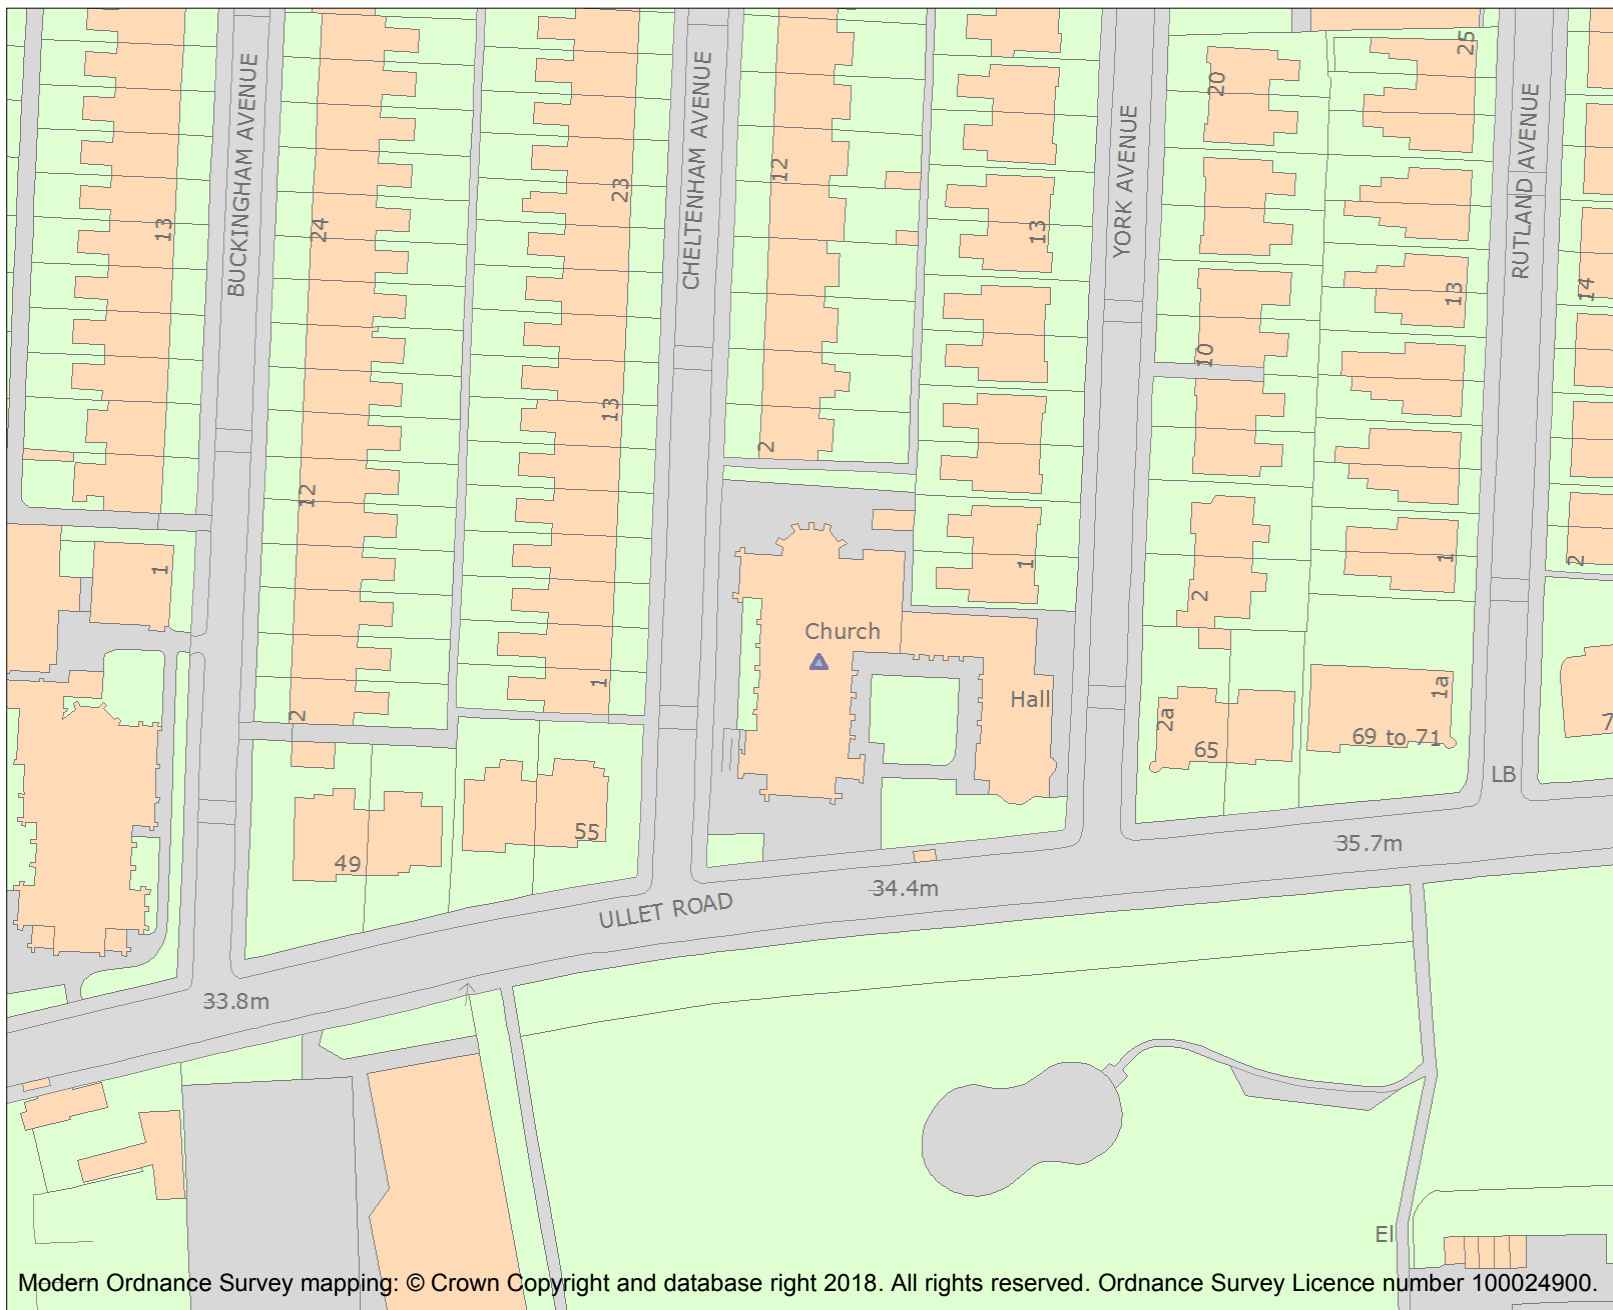 25
20
BUCKINGHAM AVENUE
CHELTENHAM AVENUE
YORK AVENUE
RUTLAND AVENUE
12
23
13
24
13
13
14
10
13
2
12
1
1
1
2
2
Church
Hall
1
2
1a
2a
65
69 to 71
7
LB
55
49
35.7m
34.4m
ULLET ROAD
33.8m
El
Modern Ordnance Survey mapping: © Crown Copyright and database right 2018. All rights reserved. Ordnance Survey Licence number 100024900.